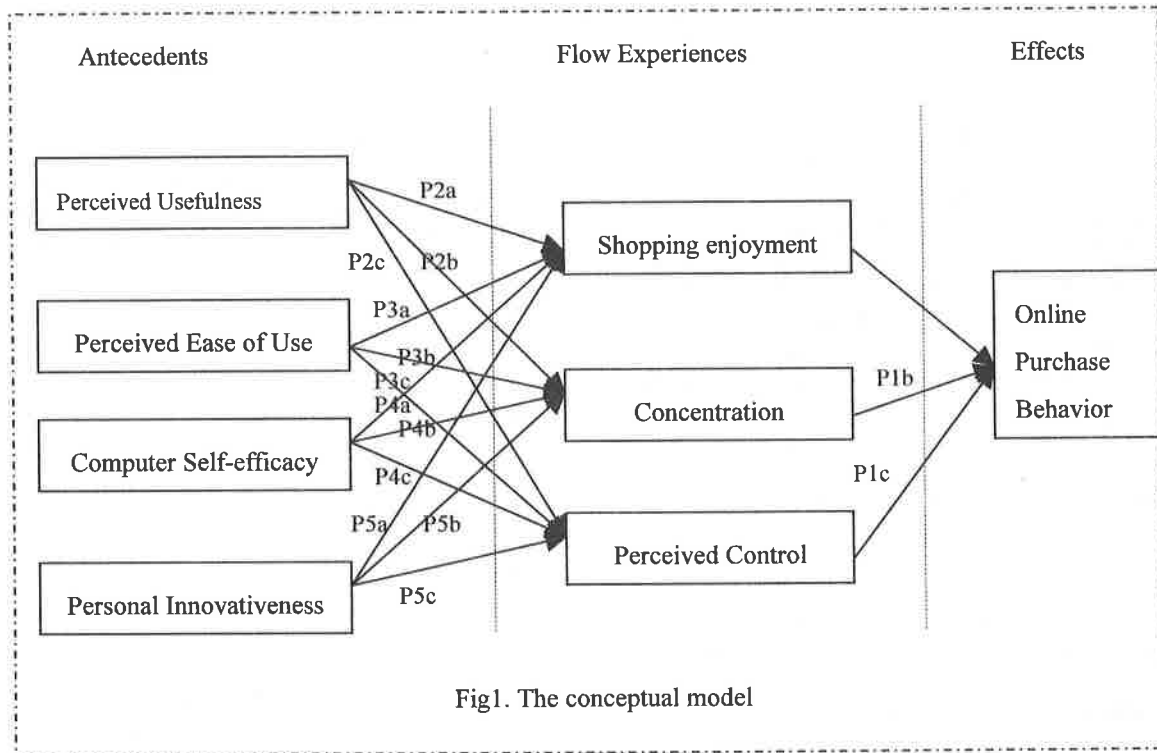 Antecedents
Flow Experiences
Effects
Perceived Usefulness
Perceived Ease of Use
Computer Self-efficacy
Personal Innovativeness
P2a
P2c
P2b
P3a
P3b
P3c
P4a
P4b
P4c
P5a
P5b
P5c
Shopping enjoyment
Concentration
Perceived Control
P1b
P1c
Online
Purchase
Behavior
Fig1. The conceptual model